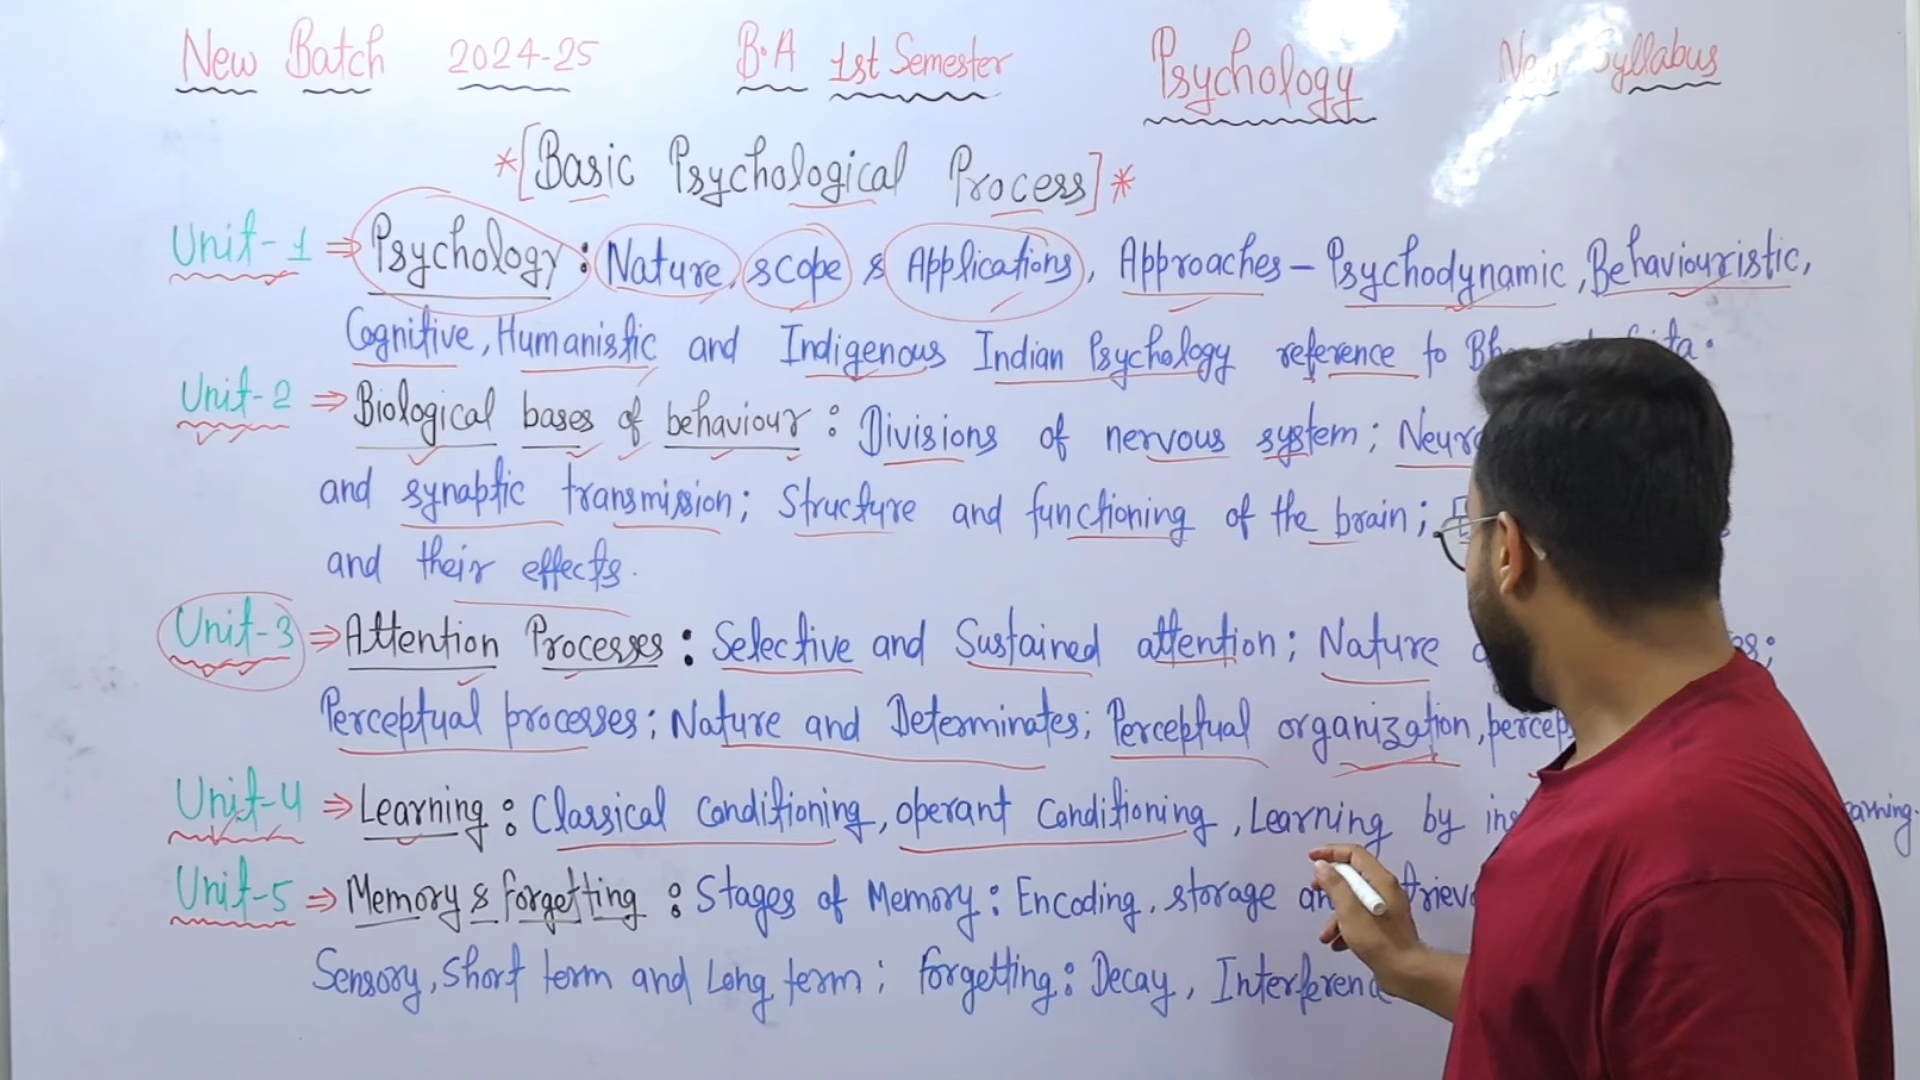 New Batch 2024-25 B.A 1st Semester Psychology New Syllabus
*[Basic Psychological Process]*
Unit-1 ⇒ Psychology: Nature, scope & Applications, Approaches - Psychodynamic, Behaviouristic,
Cognitive, Humanistic and Indigenous Indian Psychology reference to
Unit-2 ⇒ Biological bases of behaviour: Divisions of nervous system;
and synaptic transmission; Structure and functioning of the brain;
and their effects.
Unit-3 ⇒ Attention Processes: Selective and Sustained attention; Nature
Perceptual processes; Nature and Determinates; Perceptual organization,
Unit-4 ⇒ Learning: Classical Conditioning, operant Conditioning, Learning by
Unit-5 ⇒ Memory & forgetting: Stages of Memory: Encoding, storage
Sensory, Short term and Long term; forgetting: Decay,